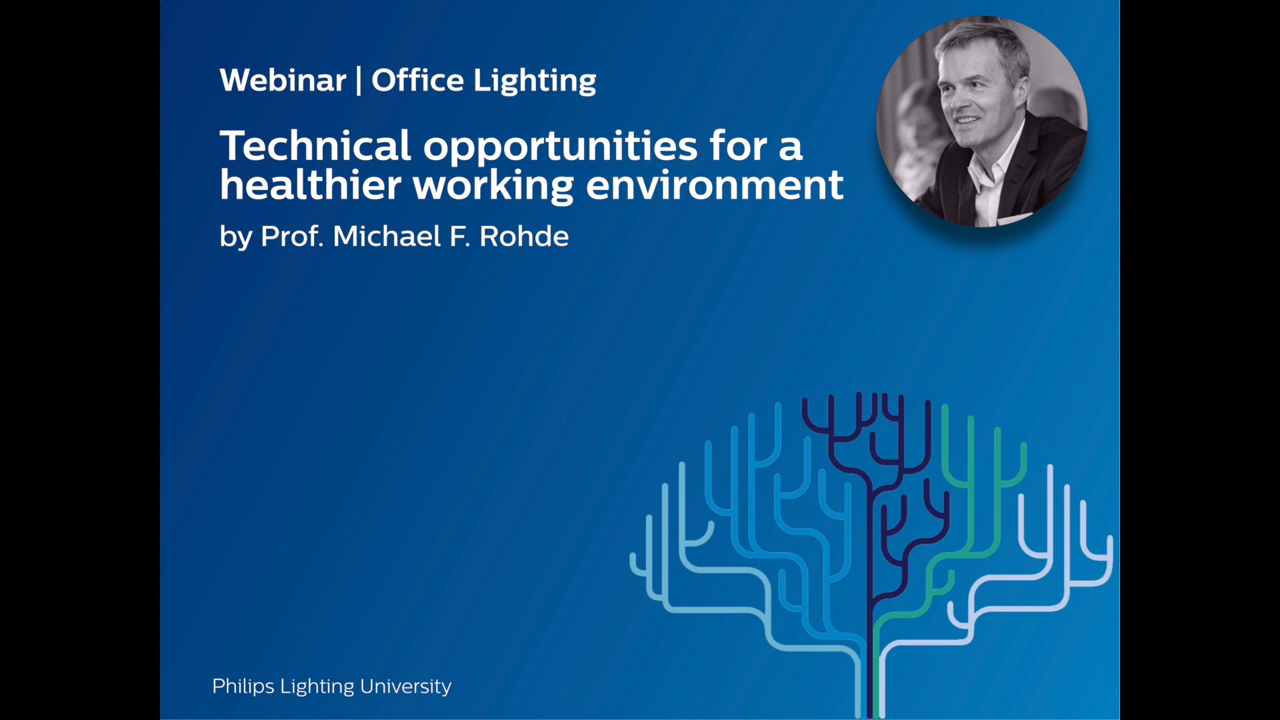 Webinar | Office Lighting
Technical opportunities for a
healthier working environment
by Prof. Michael F. Rohde
Philips Lighting University